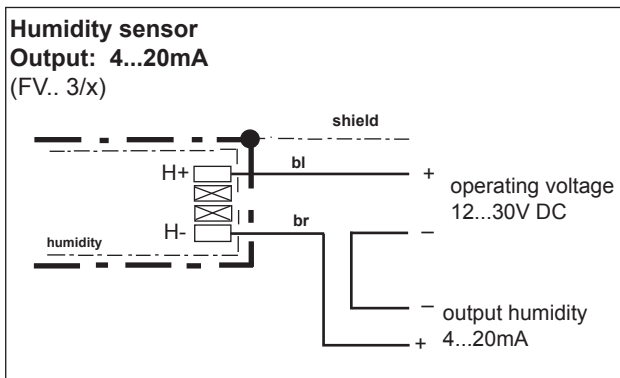 Humidity sensor
Output: 4...20mA
(FV.. 3/x)
shield
H+
bl
+
operating voltage
12...30V DC
H-
br
–
humidity
–
output humidity
4...20mA
+